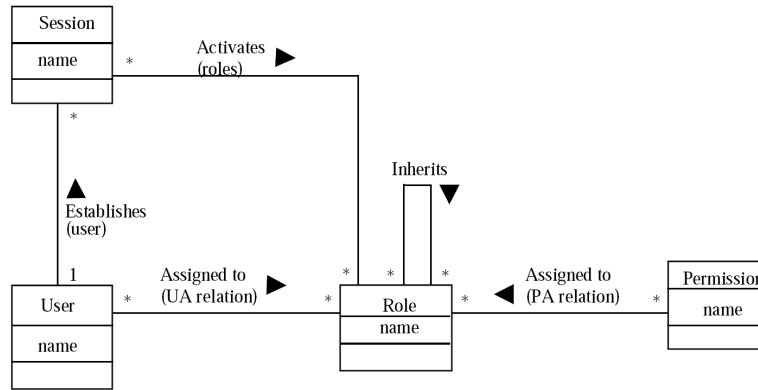 Session
name
*
Activates
(roles)
*
Establishes
(user)
1
Inherits
*
*
*
User
name
*
Assigned to
(UA relation)
*
Role
name
*
Assigned to
(PA relation)
*
Permission
name